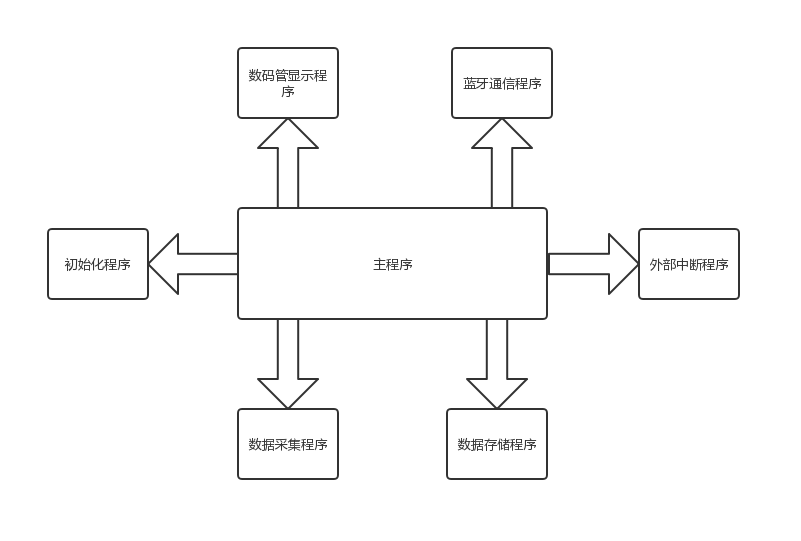 数码管显示程
序
蓝牙通信程序
初始化程序
主程序
外部中断程序
数据采集程序
数据存储程序